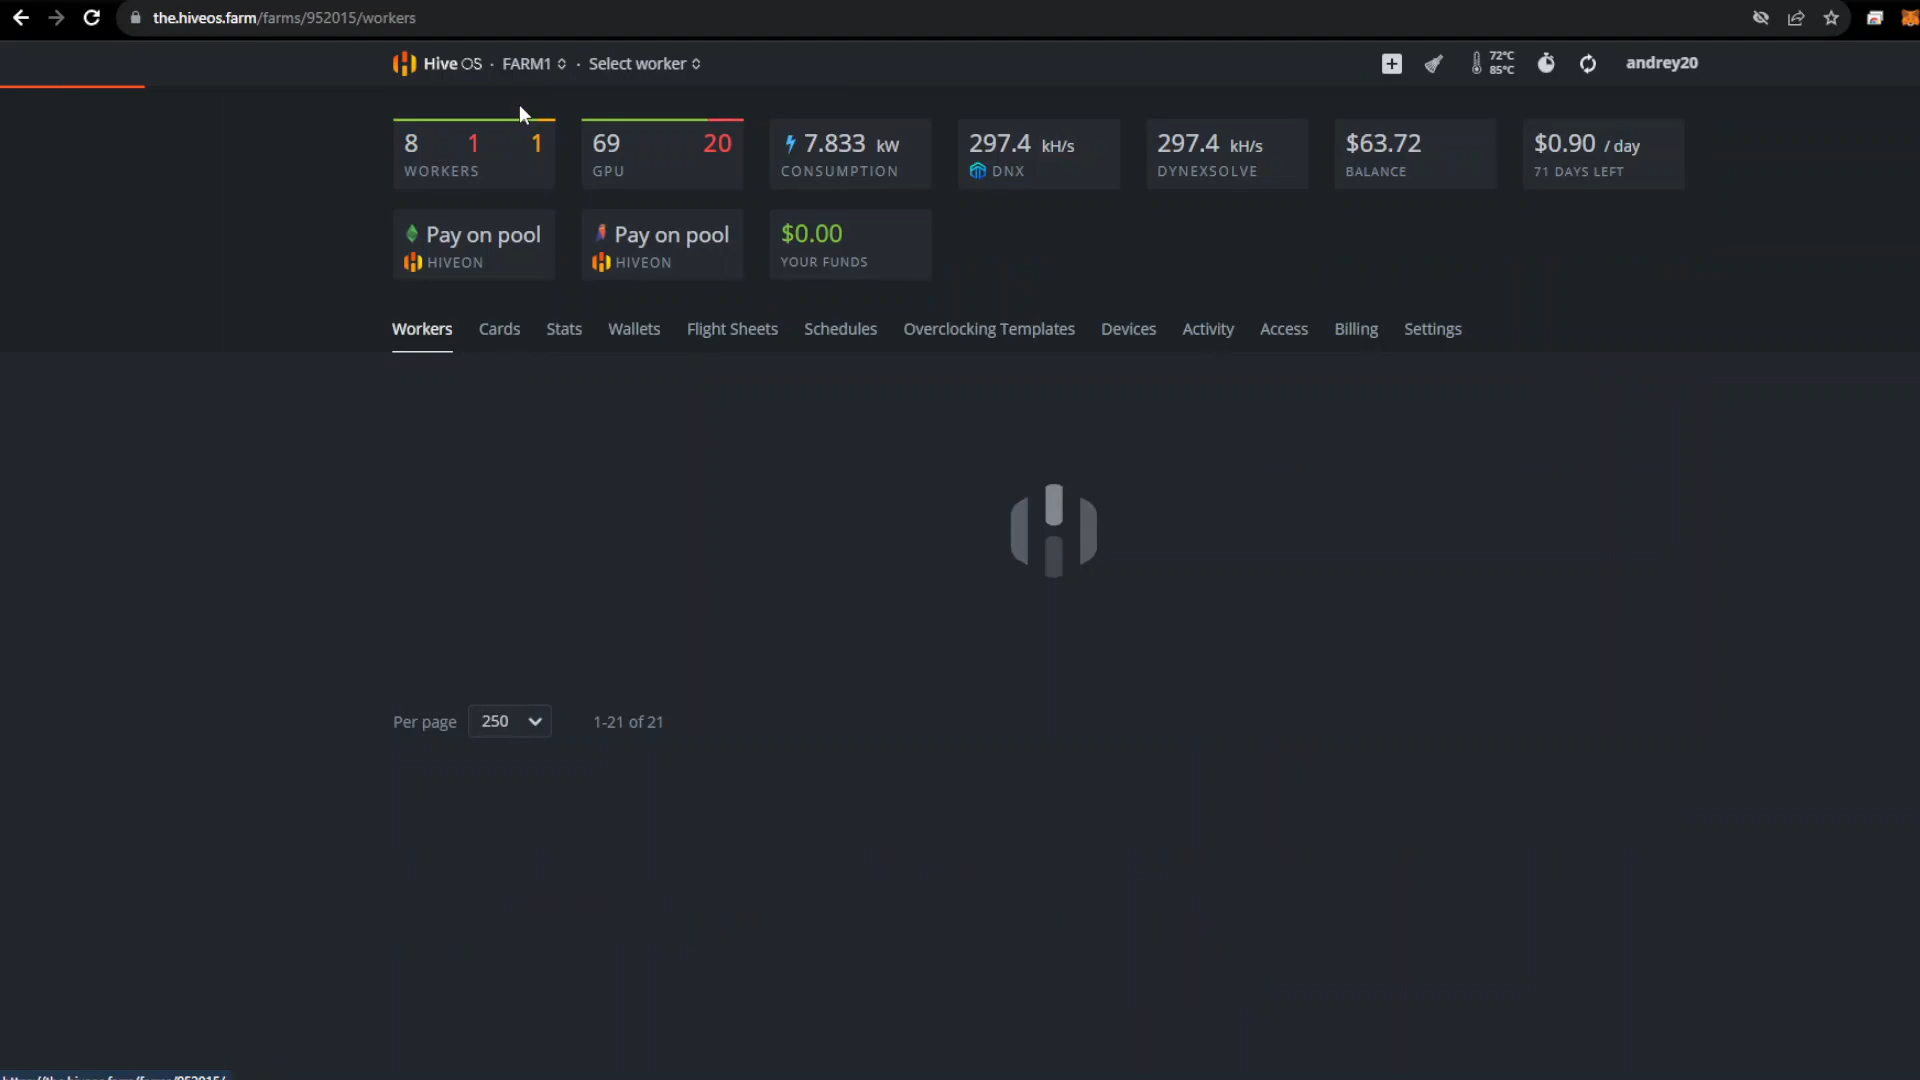 the.hiveos.farm/farms/952015/workers
Hive OS · FARM1 · Select worker
72°C
85°C
andrey20
8 1 1
WORKERS
69 20
GPU
7.833 kW
CONSUMPTION
297.4 kH/s
DNX
297.4 kH/s
DYNEXSOLVE
$63.72
BALANCE
$0.90 / day
71 DAYS LEFT
Pay on pool
HIVEON
Pay on pool
HIVEON
$0.00
YOUR FUNDS
Workers Cards Stats Wallets Flight Sheets Schedules Overclocking Templates Devices Activity Access Billing Settings
Per page 250 1-21 of 21